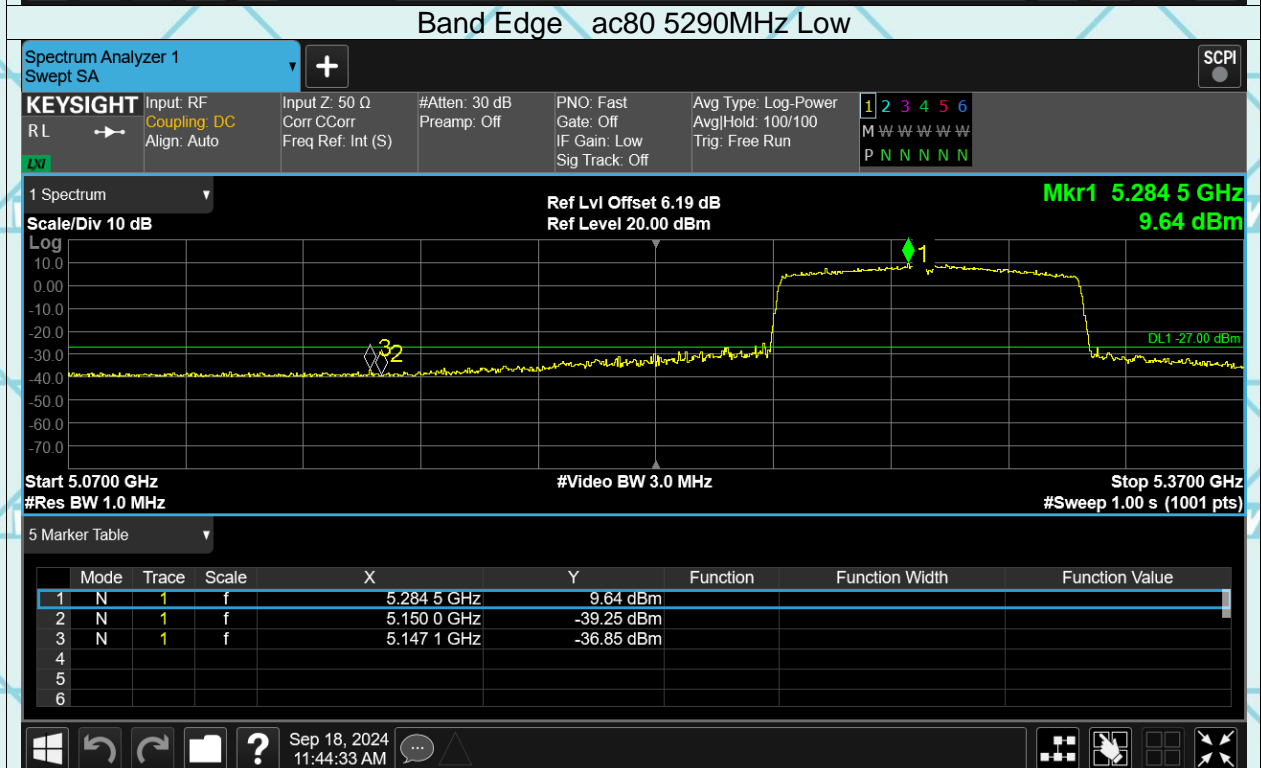 Band Edge ac80 5290MHz Low
Spectrum Analyzer 1
Swept SA
+
SCPI
KEYSIGHT Input: RF Input Z: 50 Ω #Atten: 30 dB PNO: Fast Avg Type: Log-Power 1 2 3 4 5 6
R L Coupling: DC Corr CCorr Preamp: Off Gate: Off Avg|Hold: 100/100 M W W W W W
Align: Auto Freq Ref: Int (S) IF Gain: Low Trig: Free Run P N N N N N
LXI Sig Track: Off
1 Spectrum Ref Lvl Offset 6.19 dB Mkr1 5.284 5 GHz
Scale/Div 10 dB Ref Level 20.00 dBm 9.64 dBm
Log
10.0
0.00
-10.0
-20.0
-30.0
-40.0
-50.0
-60.0
-70.0
1
DL1 -27.00 dBm
3
2
Start 5.0700 GHz #Video BW 3.0 MHz Stop 5.3700 GHz
#Res BW 1.0 MHz #Sweep 1.00 s (1001 pts)
5 Marker Table
Mode Trace Scale X Y Function Function Width Function Value
1 N 1 f 5.284 5 GHz 9.64 dBm
2 N 1 f 5.150 0 GHz -39.25 dBm
3 N 1 f 5.147 1 GHz -36.85 dBm
4
5
6
? Sep 18, 2024
11:44:33 AM